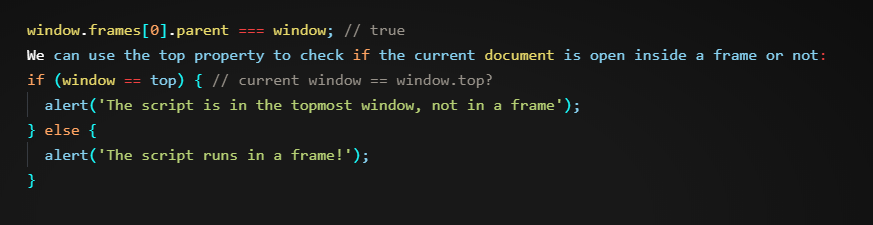 window.frames[0].parent === window; // true
We can use the top property to check if the current document is open inside a frame or not:
if (window == top) { // current window == window.top?
  alert('The script is in the topmost window, not in a frame');
} else {
  alert('The script runs in a frame!');
}